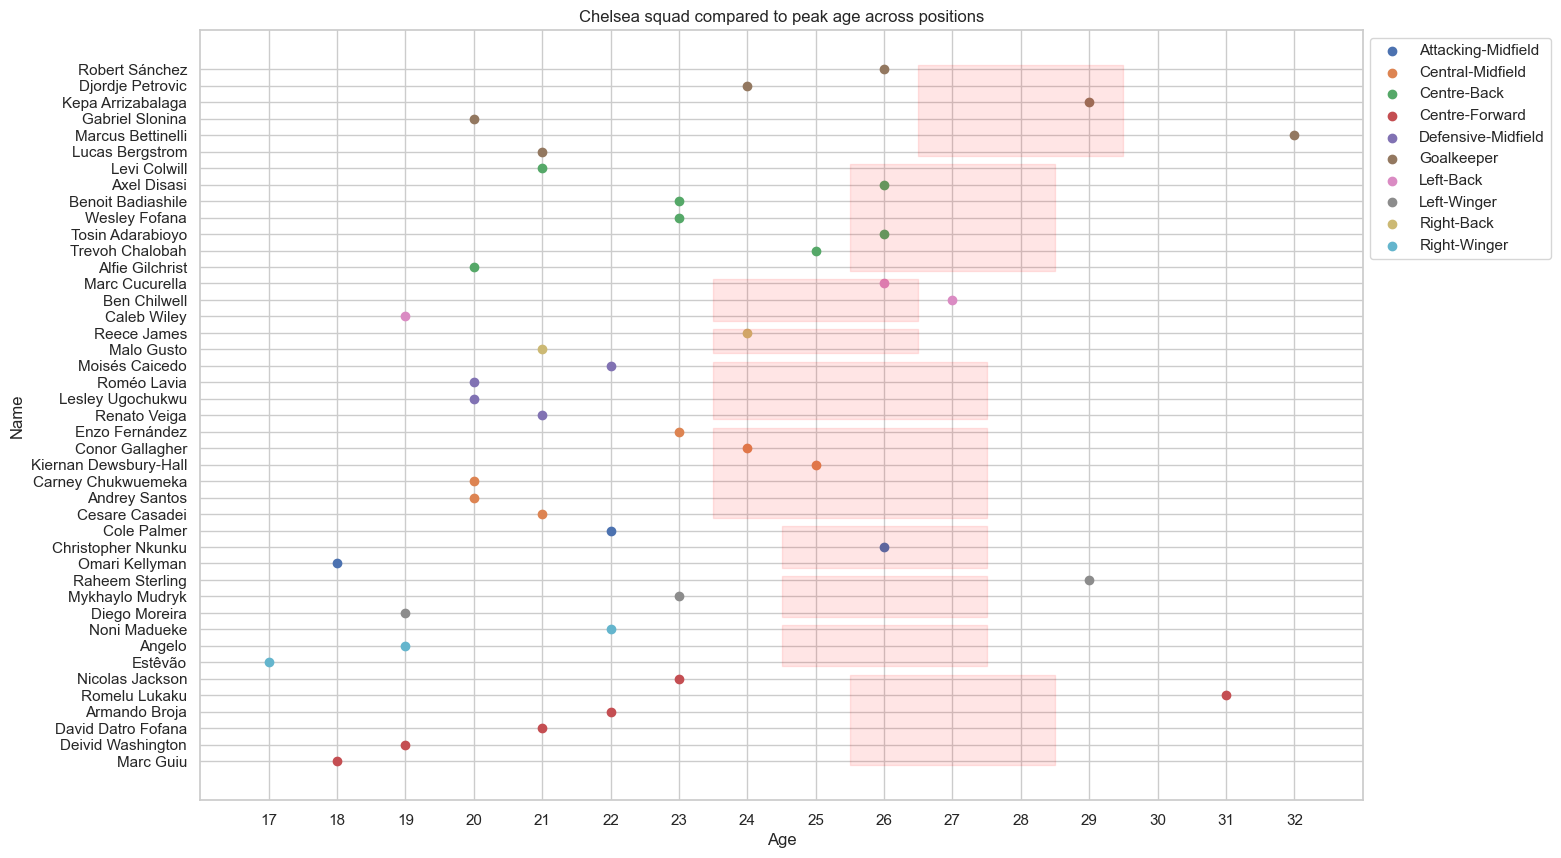 Chelsea squad compared to peak age across positions
Robert Sánchez
Djordje Petrovic
Kepa Arrizabalaga
Gabriel Slonina
Marcus Bettinelli
Lucas Bergstrom
Levi Colwill
Axel Disasi
Benoit Badiashile
Wesley Fofana
Tosin Adarabioyo
Trevoh Chalobah
Alfie Gilchrist
Marc Cucurella
Ben Chilwell
Caleb Wiley
Reece James
Malo Gusto
Moisés Caicedo
Roméo Lavia
Lesley Ugochukwu
Renato Veiga
Enzo Fernández
Conor Gallagher
Kiernan Dewsbury-Hall
Carney Chukwuemeka
Andrey Santos
Cesare Casadei
Cole Palmer
Christopher Nkunku
Omari Kellyman
Raheem Sterling
Mykhaylo Mudryk
Diego Moreira
Noni Madueke
Angelo
Estêvão
Nicolas Jackson
Romelu Lukaku
Armando Broja
David Datro Fofana
Deivid Washington
Marc Guiu
Name
17 18 19 20 21 22 23 24 25 26 27 28 29 30 31 32
Age
Attacking-Midfield
Central-Midfield
Centre-Back
Centre-Forward
Defensive-Midfield
Goalkeeper
Left-Back
Left-Winger
Right-Back
Right-Winger